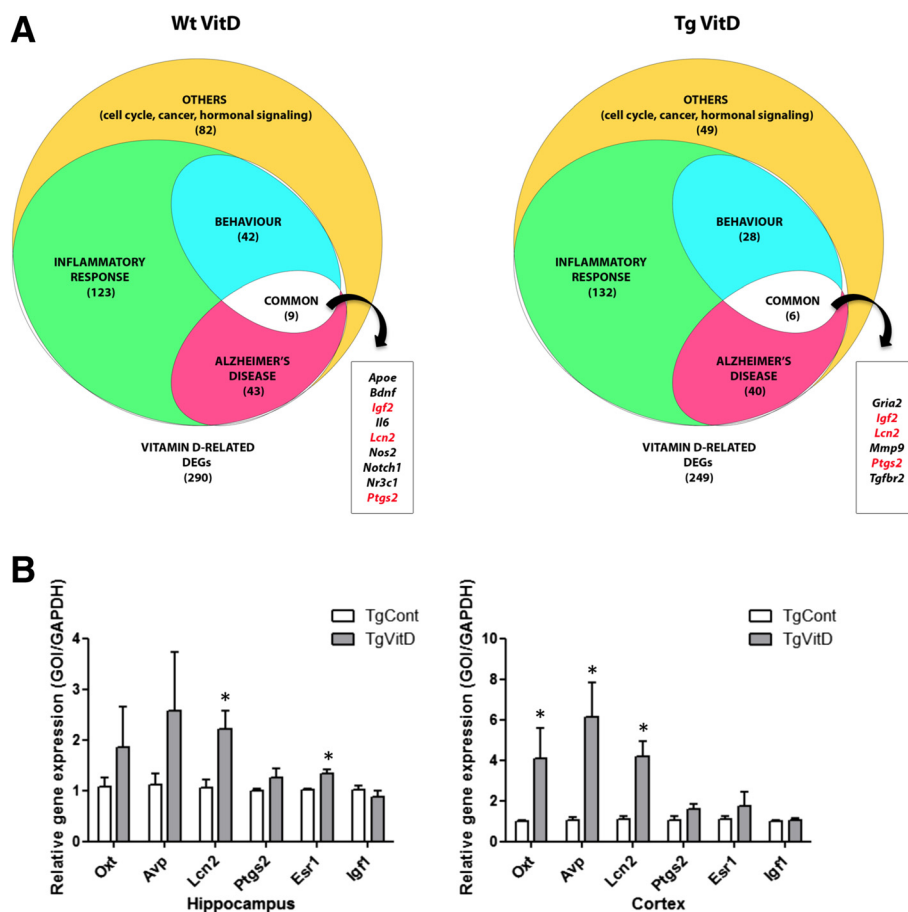 A
Wt VitD
OTHERS
(cell cycle, cancer, hormonal signaling)
(82)
BEHAVIOUR
(42)
INFLAMMATORY
RESPONSE
(123)
COMMON
(9)
ALZHEIMER'S
DISEASE
(43)
VITAMIN D-RELATED
DEGs
(290)
Apoe
Bdnf
Igf2
Il6
Lcn2
Nos2
Notch1
Nr3c1
Ptgs2
Tg VitD
OTHERS
(cell cycle, cancer, hormonal signaling)
(49)
BEHAVIOUR
(28)
INFLAMMATORY
RESPONSE
(132)
COMMON
(6)
ALZHEIMER'S
DISEASE
(40)
VITAMIN D-RELATED
DEGs
(249)
Gria2
Igf2
Lcn2
Mmp9
Ptgs2
Tgfbr2
B
Relative gene expression (GOI/GAPDH)
4
3
2
1
0
TgCont
TgVitD
*
*
Oxt
Avp
Lcn2
Ptgs2
Esr1
Igf1
Hippocampus
Relative gene expression (GOI/GAPDH)
10
8
6
4
2
0
TgCont
TgVitD
*
*
*
Oxt
Avp
Lcn2
Ptgs2
Esr1
Igf1
Cortex